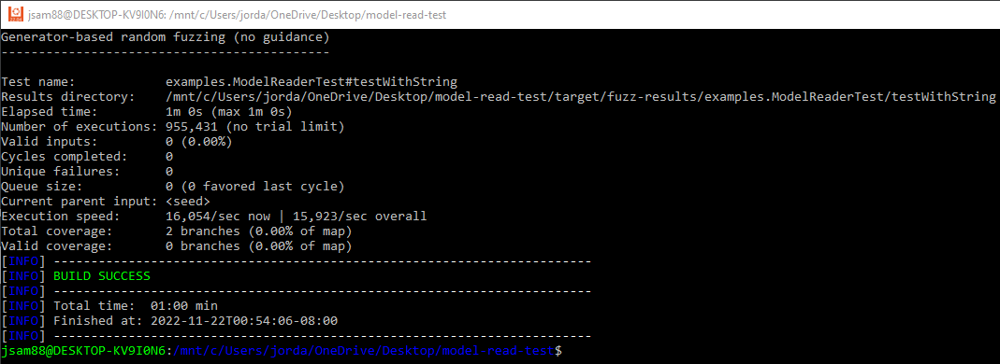 jsam88@DESKTOP-KV9I0N6: /mnt/c/Users/jorda/OneDrive/Desktop/model-read-test
Generator-based random fuzzing (no guidance)
--------------------------------------------
Test name:            examples.ModelReaderTest#testWithString
Results directory:    /mnt/c/Users/jorda/OneDrive/Desktop/model-read-test/target/fuzz-results/examples.ModelReaderTest/testWithString
Elapsed time:         1m 0s (max 1m 0s)
Number of executions: 955,431 (no trial limit)
Valid inputs:         0 (0.00%)
Cycles completed:     0
Unique failures:      0
Queue size:           0 (0 favored last cycle)
Current parent input: <seed>
Execution speed:      16,054/sec now | 15,923/sec overall
Total coverage:       2 branches (0.00% of map)
Valid coverage:       0 branches (0.00% of map)
[INFO] ------------------------------------------------------------------------
[INFO] BUILD SUCCESS
[INFO] ------------------------------------------------------------------------
[INFO] Total time:  01:00 min
[INFO] Finished at: 2022-11-22T00:54:06-08:00
[INFO] ------------------------------------------------------------------------
jsam88@DESKTOP-KV9I0N6:/mnt/c/Users/jorda/OneDrive/Desktop/model-read-test$